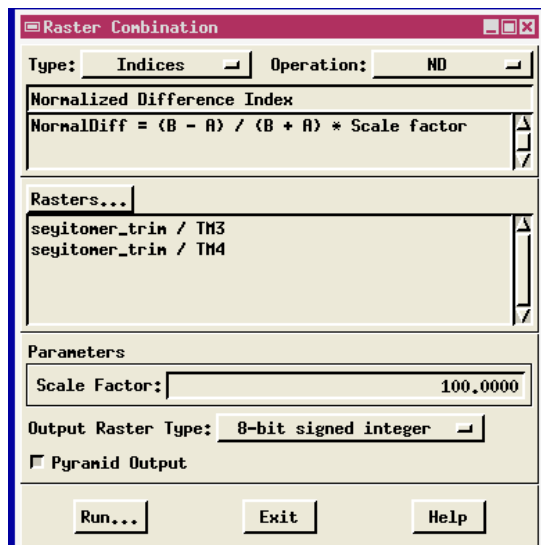 Raster Combination
Type: Indices Operation: ND
Normalized Difference Index
NormalDiff = (B - A) / (B + A) * Scale factor
Rasters...
seyitomer_trim / TM3
seyitomer_trim / TM4
Parameters
Scale Factor: 100.0000
Output Raster Type: 8-bit signed integer
Pyramid Output
Run... Exit Help